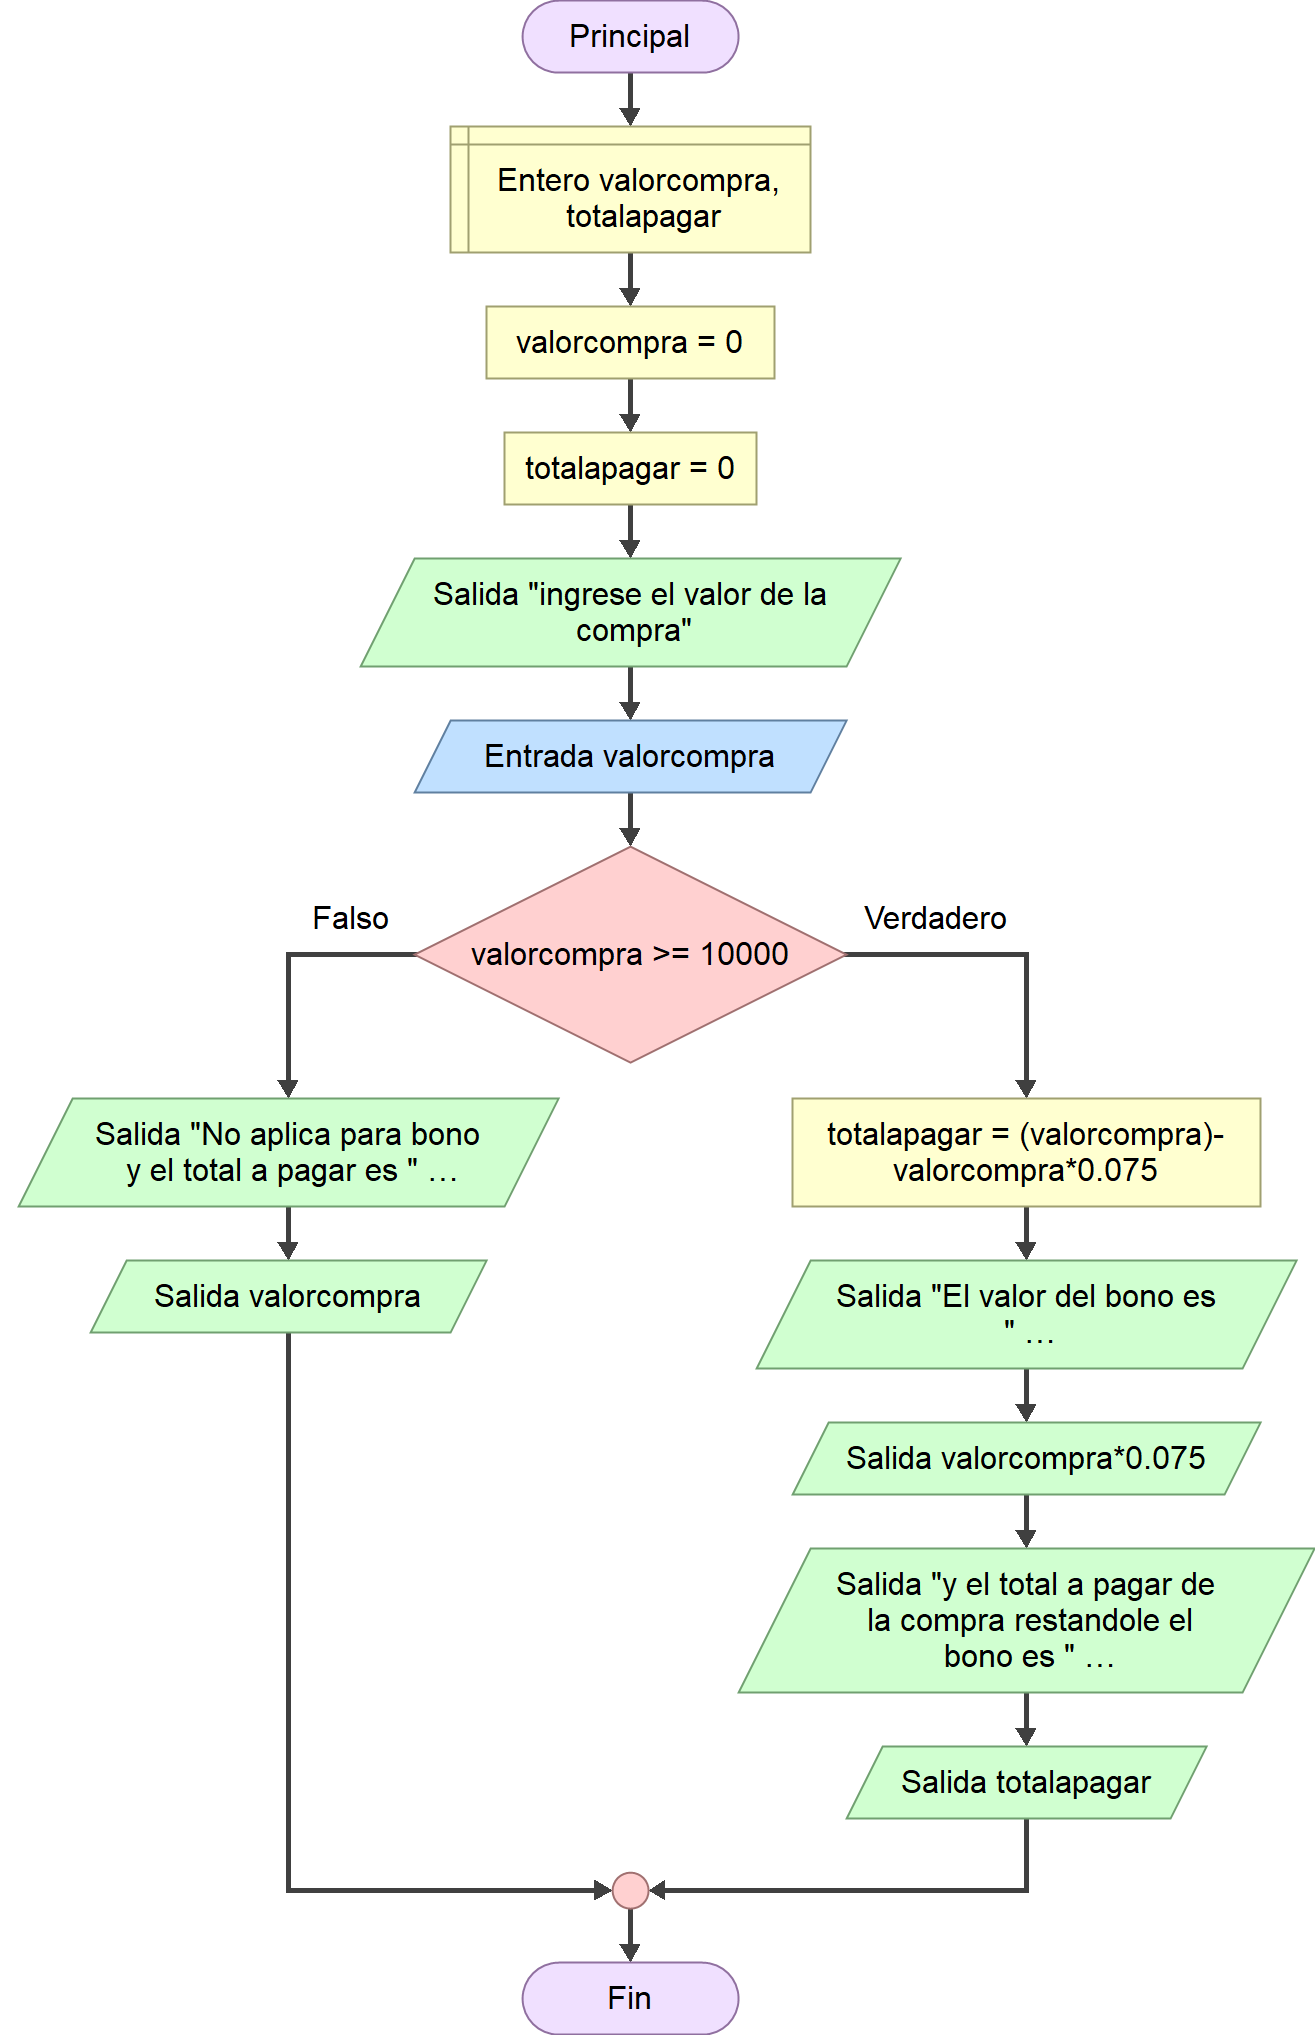 Principal
Entero valorcompra,
totalapagar
valorcompra = 0
totalapagar = 0
Salida "ingrese el valor de la
compra"
Entrada valorcompra
Falso
Verdadero
valorcompra >= 10000
Salida "No aplica para bono
y el total a pagar es " …
Salida valorcompra
totalapagar = (valorcompra)-
valorcompra*0.075
Salida "El valor del bono es
" …
Salida valorcompra*0.075
Salida "y el total a pagar de
la compra restandole el
bono es " …
Salida totalapagar
Fin